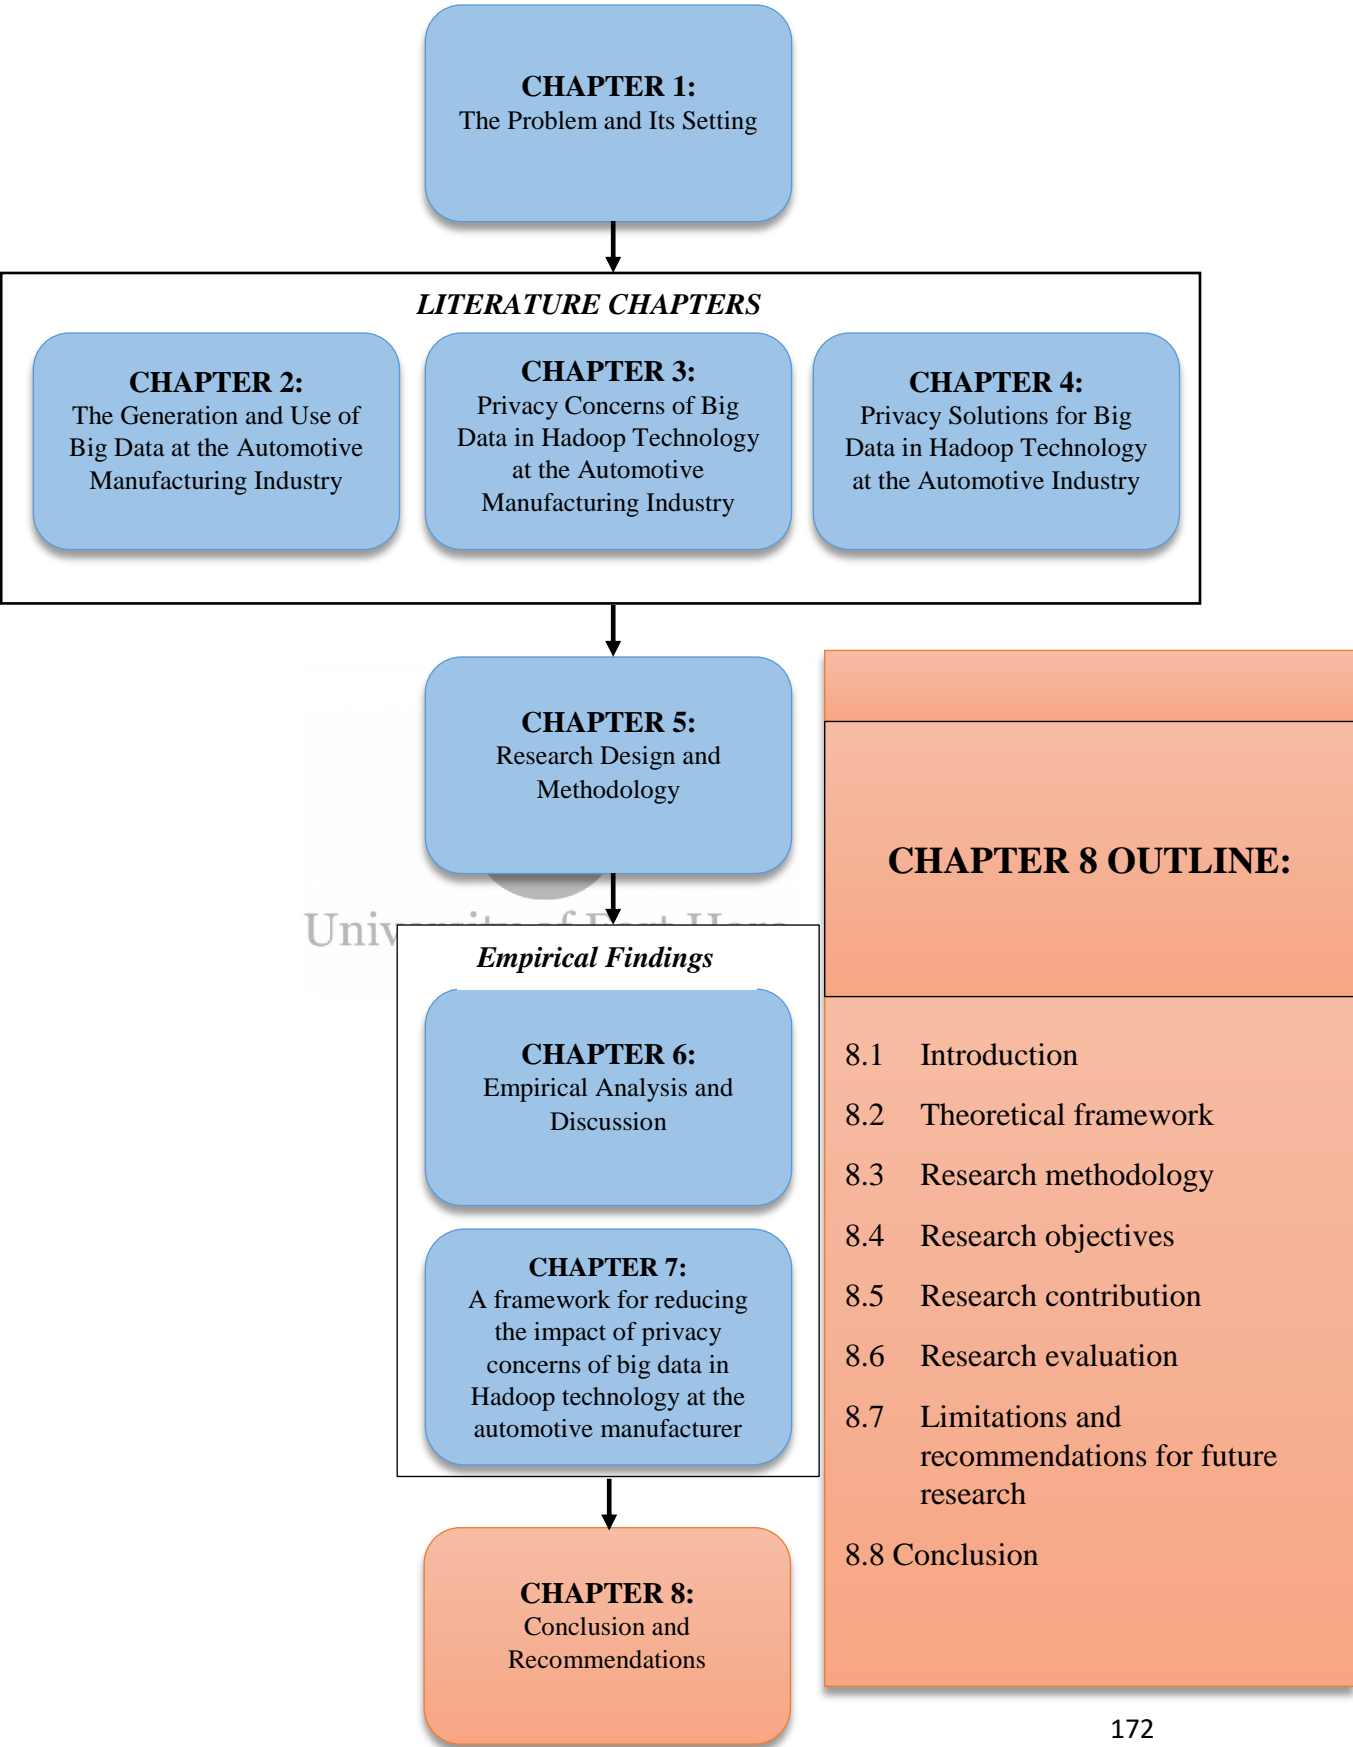 CHAPTER 1:
The Problem and Its Setting
LITERATURE CHAPTERS
CHAPTER 2:
The Generation and Use of
Big Data at the Automotive
Manufacturing Industry
CHAPTER 3:
Privacy Concerns of Big
Data in Hadoop Technology
at the Automotive
Manufacturing Industry
CHAPTER 4:
Privacy Solutions for Big
Data in Hadoop Technology
at the Automotive Industry
CHAPTER 5:
Research Design and
Methodology
Empirical Findings
CHAPTER 6:
Empirical Analysis and
Discussion
CHAPTER 7:
A framework for reducing
the impact of privacy
concerns of big data in
Hadoop technology at the
automotive manufacturer
CHAPTER 8:
Conclusion and
Recommendations
CHAPTER 8 OUTLINE:
8.1 Introduction
8.2 Theoretical framework
8.3 Research methodology
8.4 Research objectives
8.5 Research contribution
8.6 Research evaluation
8.7 Limitations and
recommendations for future
research
8.8 Conclusion
172